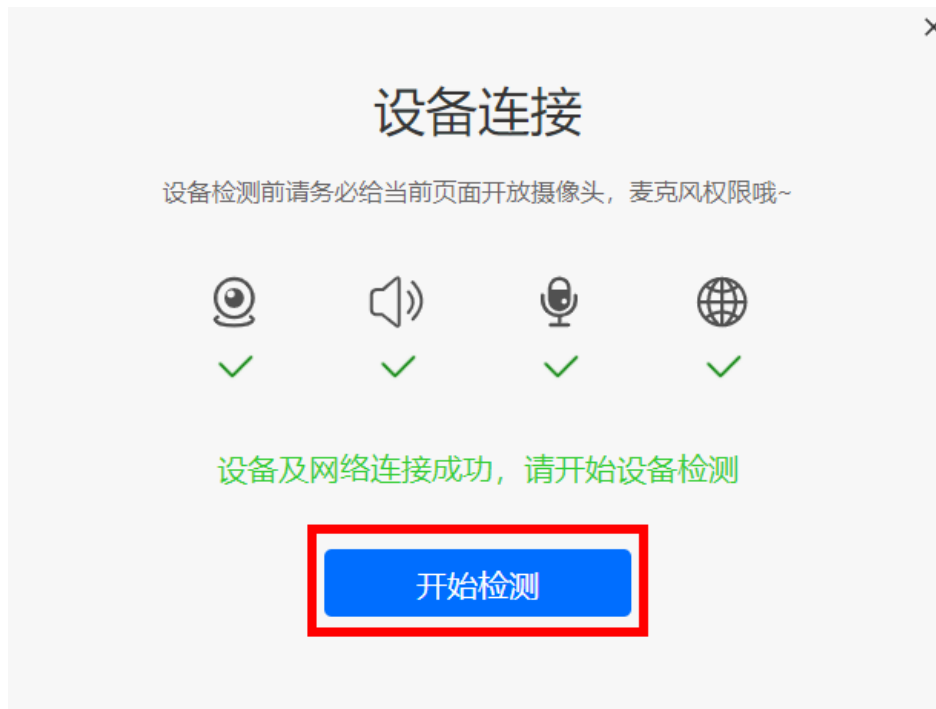 设备连接
设备检测前请务必给当前页面开放摄像头，麦克风权限哦~
设备及网络连接成功，请开始设备检测
开始检测